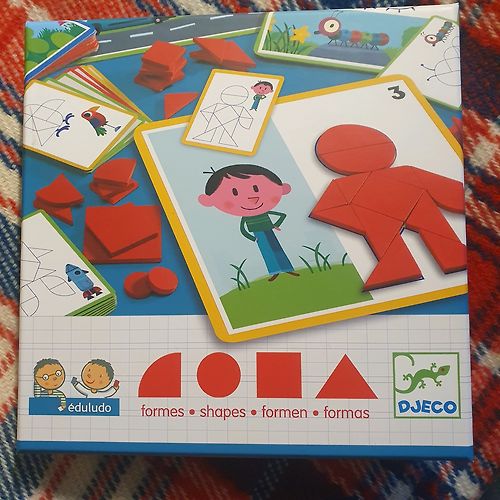 3
éduludo
formes • shapes • formen • formas
DJECO